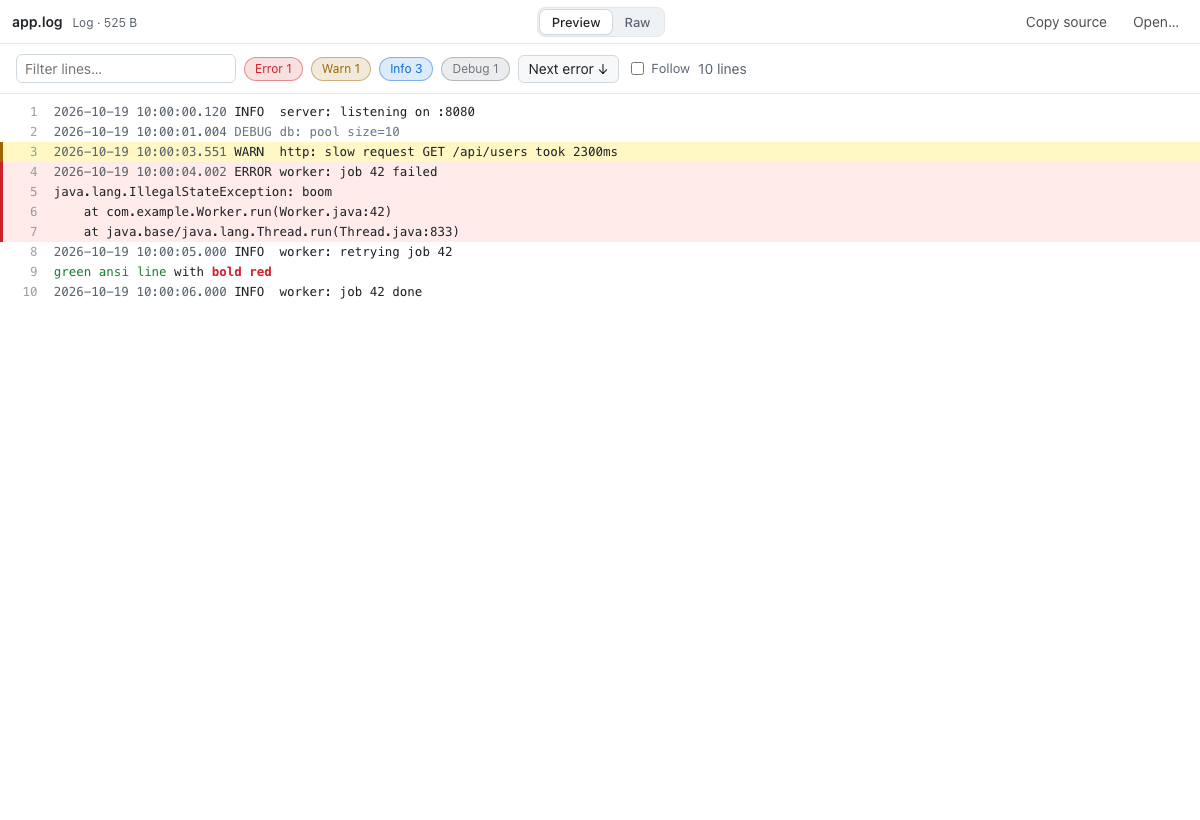 app.log Log · 525 B Preview Raw Copy source Open...
Filter lines... Error 1 Warn 1 Info 3 Debug 1 Next error ↓ Follow 10 lines
1 2026-10-19 10:00:00.120 INFO  server: listening on :8080
2 2026-10-19 10:00:01.004 DEBUG db: pool size=10
3 2026-10-19 10:00:03.551 WARN  http: slow request GET /api/users took 2300ms
4 2026-10-19 10:00:04.002 ERROR worker: job 42 failed
5 java.lang.IllegalStateException: boom
6     at com.example.Worker.run(Worker.java:42)
7     at java.base/java.lang.Thread.run(Thread.java:833)
8 2026-10-19 10:00:05.000 INFO  worker: retrying job 42
9 green ansi line with bold red
10 2026-10-19 10:00:06.000 INFO  worker: job 42 done